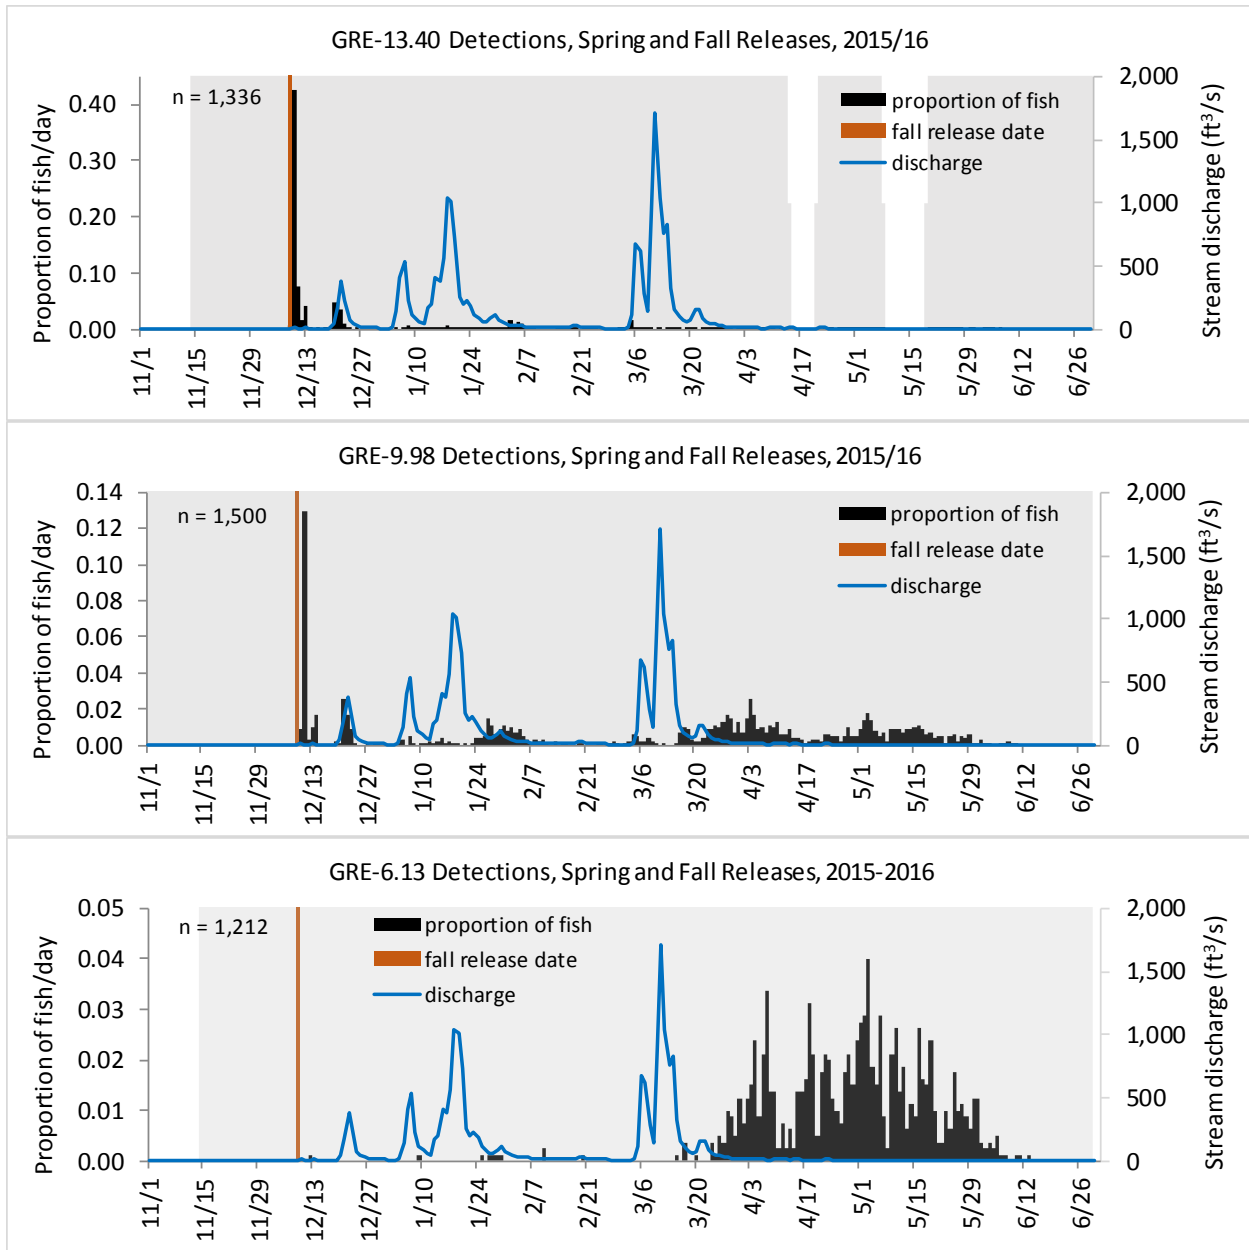 GRE-13.40 Detections, Spring and Fall Releases, 2015/16
Proportion of fish/day
0.40
0.30
0.20
0.10
0.00
n = 1,336
proportion of fish
fall release date
discharge
2,000
1,500
1,000
500
0
Stream discharge (ft³/s)
11/1 11/15 11/29 12/13 12/27 1/10 1/24 2/7 2/21 3/6 3/20 4/3 4/17 5/1 5/15 5/29 6/12 6/26
GRE-9.98 Detections, Spring and Fall Releases, 2015/16
Proportion of fish/day
0.14
0.12
0.10
0.08
0.06
0.04
0.02
0.00
n = 1,500
proportion of fish
fall release date
discharge
2,000
1,500
1,000
500
0
Stream discharge (ft³/s)
11/1 11/15 11/29 12/13 12/27 1/10 1/24 2/7 2/21 3/6 3/20 4/3 4/17 5/1 5/15 5/29 6/12 6/26
GRE-6.13 Detections, Spring and Fall Releases, 2015-2016
Proportion of fish/day
0.05
0.04
0.03
0.02
0.01
0.00
n = 1,212
proportion of fish
fall release date
discharge
2,000
1,500
1,000
500
0
Stream discharge (ft³/s)
11/1 11/15 11/29 12/13 12/27 1/10 1/24 2/7 2/21 3/6 3/20 4/3 4/17 5/1 5/15 5/29 6/12 6/26